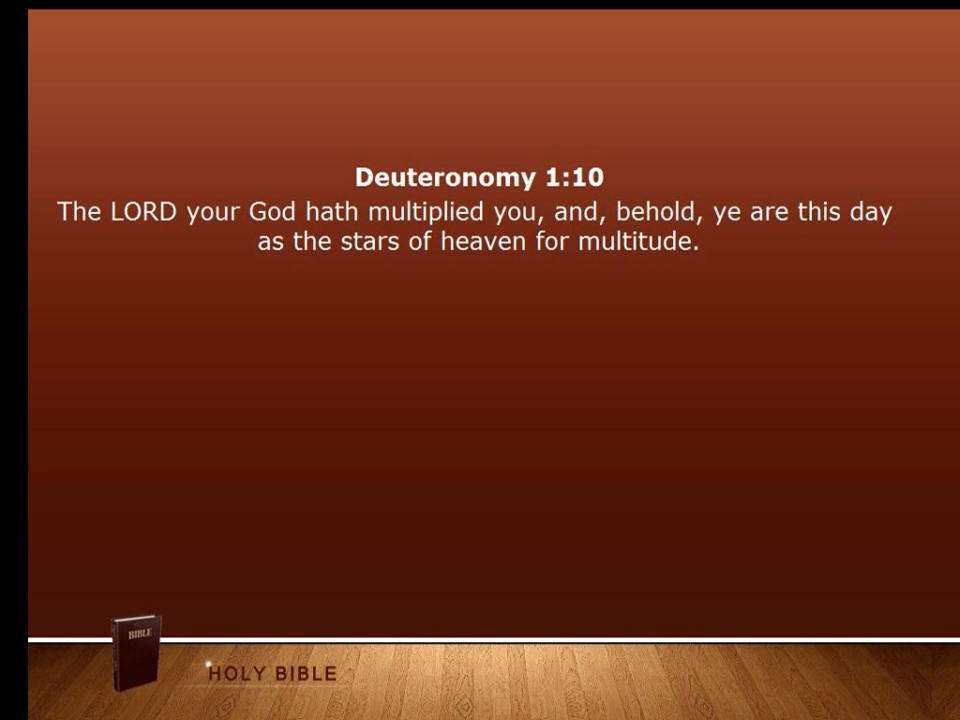 Deuteronomy 1:10
The LORD your God hath multiplied you, and, behold, ye are this day
as the stars of heaven for multitude.
BIBLE
HOLY BIBLE